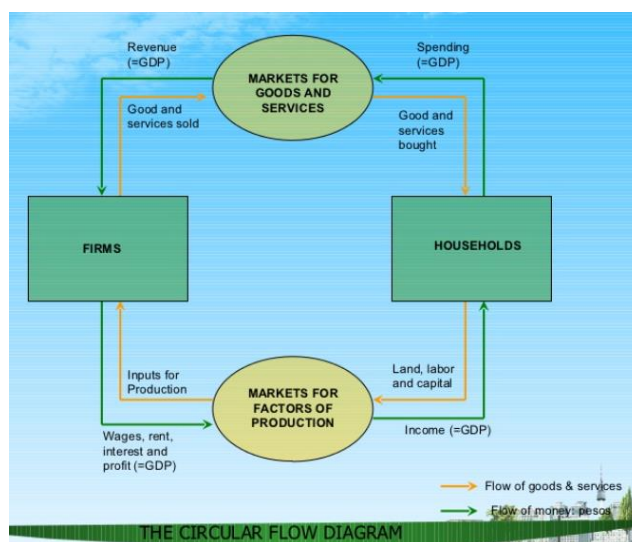 Revenue
(=GDP)
MARKETS FOR
GOODS AND
SERVICES
Spending
(=GDP)
Good and
services sold
Good and
services
bought
FIRMS
HOUSEHOLDS
Inputs for
Production
MARKETS FOR
FACTORS OF
PRODUCTION
Land, labor
and capital
Wages, rent,
interest and
profit (=GDP)
Income (=GDP)
Flow of goods & services
Flow of money: pesos
THE CIRCULAR FLOW DIAGRAM